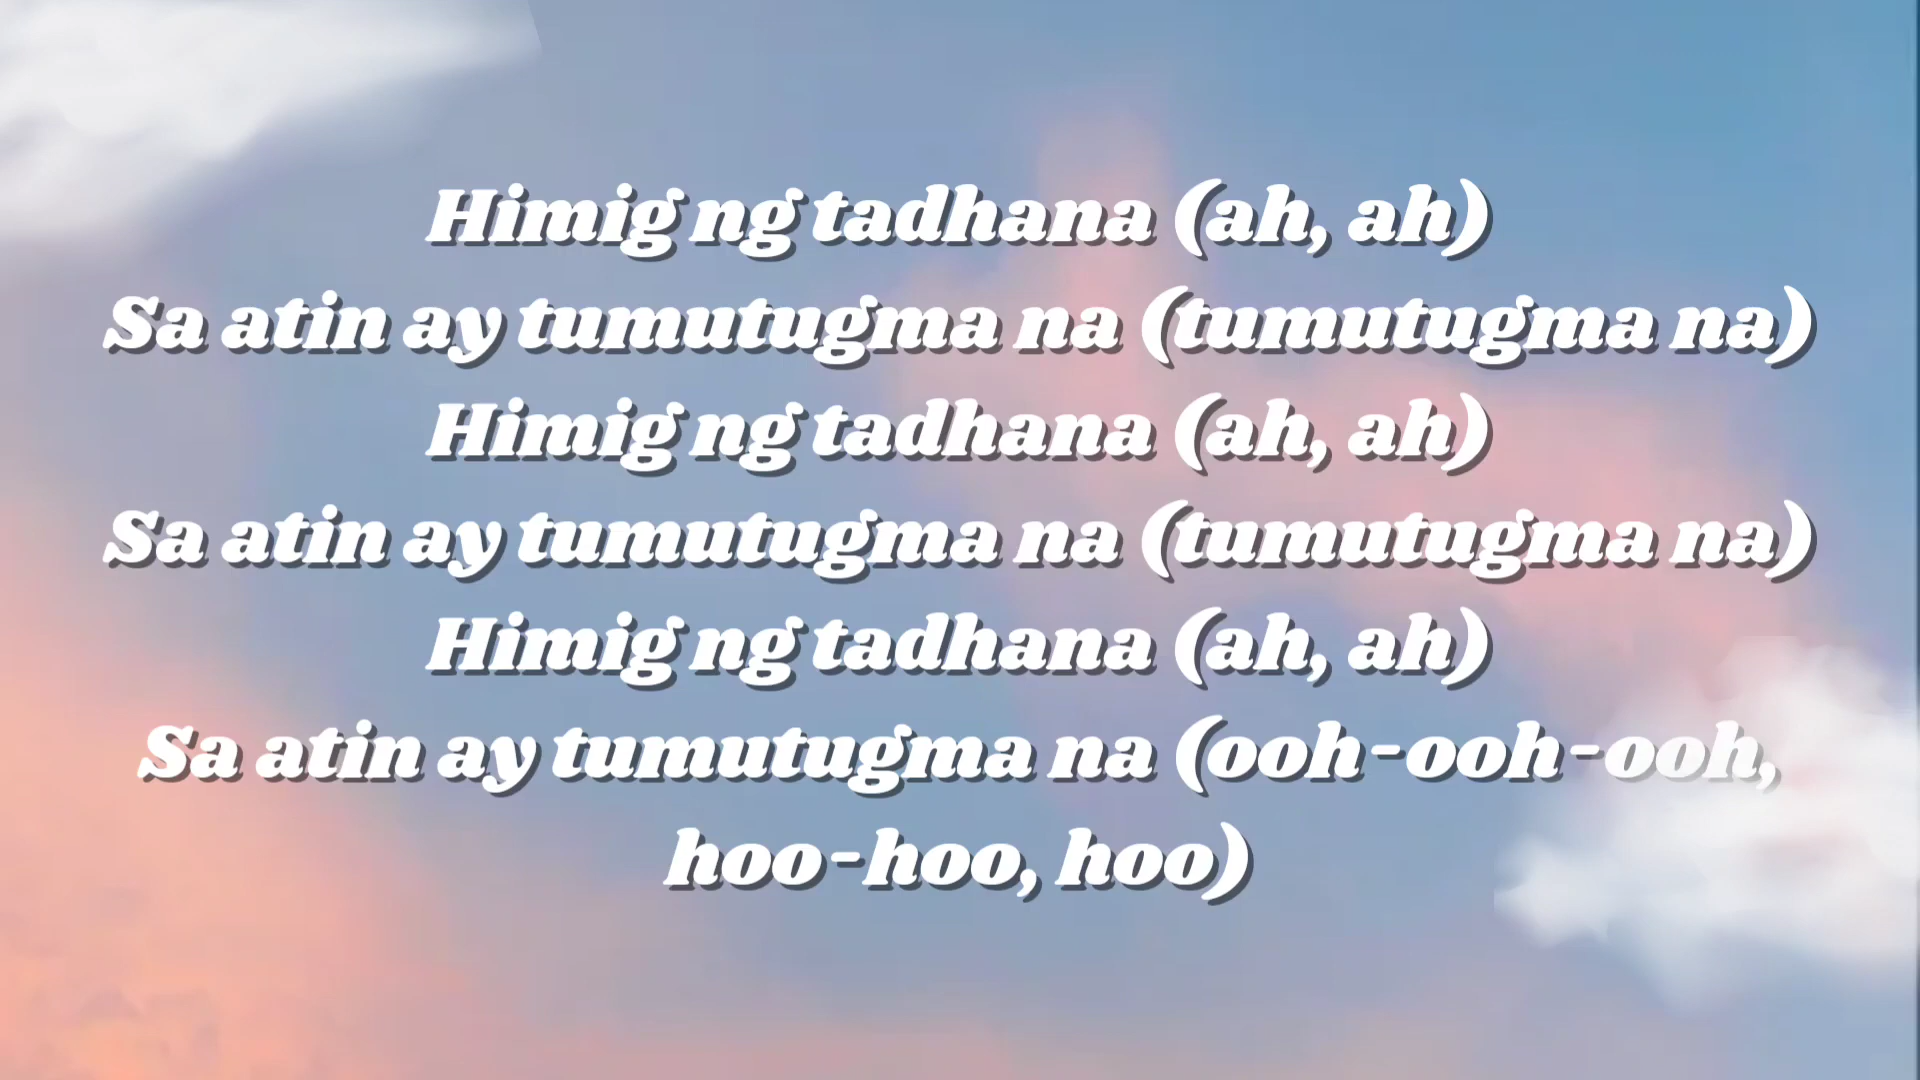 Himig ng tadhana (ah, ah)
Sa atin ay tumutugma na (tumutugma na)
Himig ng tadhana (ah, ah)
Sa atin ay tumutugma na (tumutugma na)
Himig ng tadhana (ah, ah)
Sa atin ay tumutugma na (ooh-ooh-ooh,
hoo-hoo, hoo)